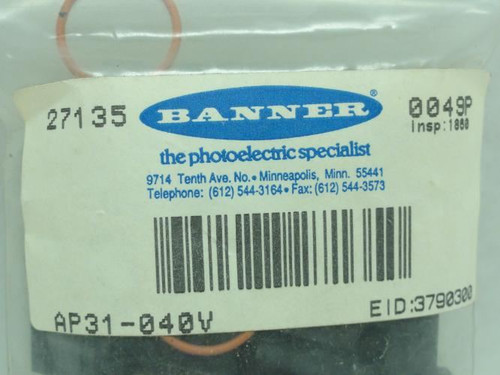 27135 BANNER® 0049P
Insp:1860
the photoelectric specialist
9714 Tenth Ave. No. • Minneapolis, Minn. 55441
Telephone: (612) 544-3164 • Fax: (612) 544-3573
AP31-040V EID:3790300